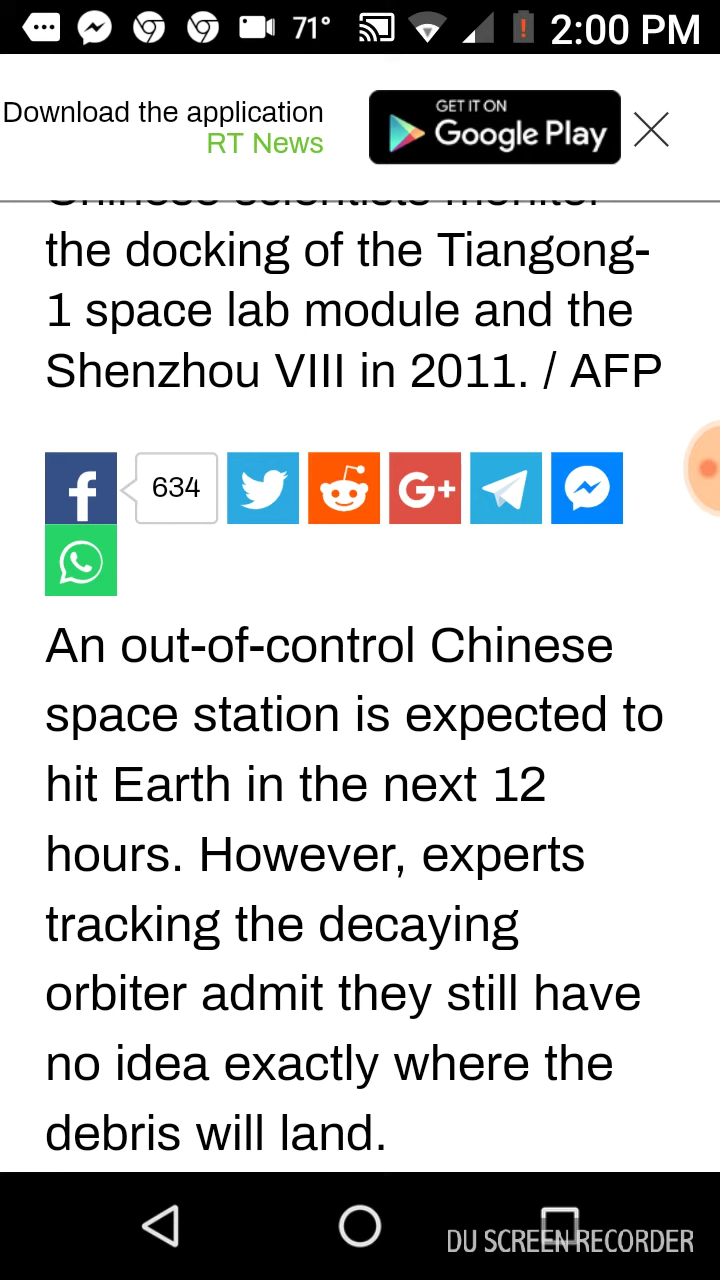 71° 2:00 PM
Download the application
RT News
GET IT ON
Google Play
Chinese scientists monitor
the docking of the Tiangong-
1 space lab module and the
Shenzhou VIII in 2011. / AFP
f 634 G+
An out-of-control Chinese
space station is expected to
hit Earth in the next 12
hours. However, experts
tracking the decaying
orbiter admit they still have
no idea exactly where the
debris will land.
DU SCREEN RECORDER